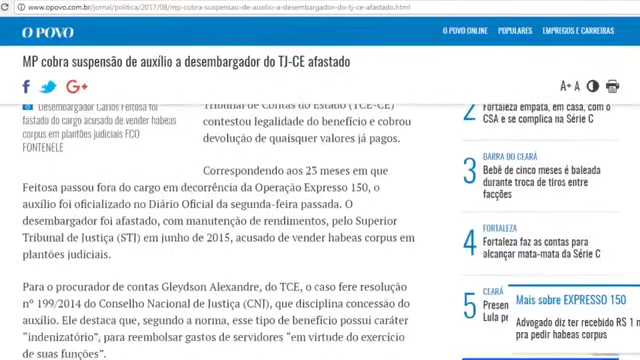 www.opovo.com.br/jornal/politica/2017/08/mp-cobra-suspensao-de-auxilio-a-desembargador-do-tj-ce-afastado.html
O POVO
O POVO ONLINE
POPULARES
EMPREGOS E CARREIRAS
MP cobra suspensão de auxílio a desembargador do TJ-CE afastado
f
G+
A+ A
Desembargador Carlos Feitosa foi
fastado do cargo acusado de vender habeas
corpus em plantões judiciais FCO
FONTENELE
Tribunal de Contas do Estado (TCE-CE)
contestou legalidade do benefício e cobrou
devolução de quaisquer valores já pagos.
Correspondendo aos 23 meses em que
Feitosa passou fora do cargo em decorrência da Operação Expresso 150, o
auxílio foi oficializado no Diário Oficial da segunda-feira passada. O
desembargador foi afastado, com manutenção de rendimentos, pelo Superior
Tribunal de Justiça (STJ) em junho de 2015, acusado de vender habeas corpus em
plantões judiciais.
Para o procurador de contas Gleydson Alexandre, do TCE, o caso fere resolução
nº 199/2014 do Conselho Nacional de Justiça (CNJ), que disciplina concessão do
auxílio. Ele destaca que, segundo a norma, esse tipo de benefício possui caráter
“indenizatório”, para reembolsar gastos de servidores “em virtude do exercício
de suas funções”.
2
Fortaleza empata, em casa, com o
CSA e se complica na Série C
3
BARRA DO CEARÁ
Bebê de cinco meses é baleada
durante troca de tiros entre
facções
4
FORTALEZA
Fortaleza faz as contas para
alcançar mata-mata da Série C
5
CEARÁ
Presen
Lula pe
Mais sobre EXPRESSO 150
Advogado diz ter recebido R$ 1 m
pra pedir habeas corpus